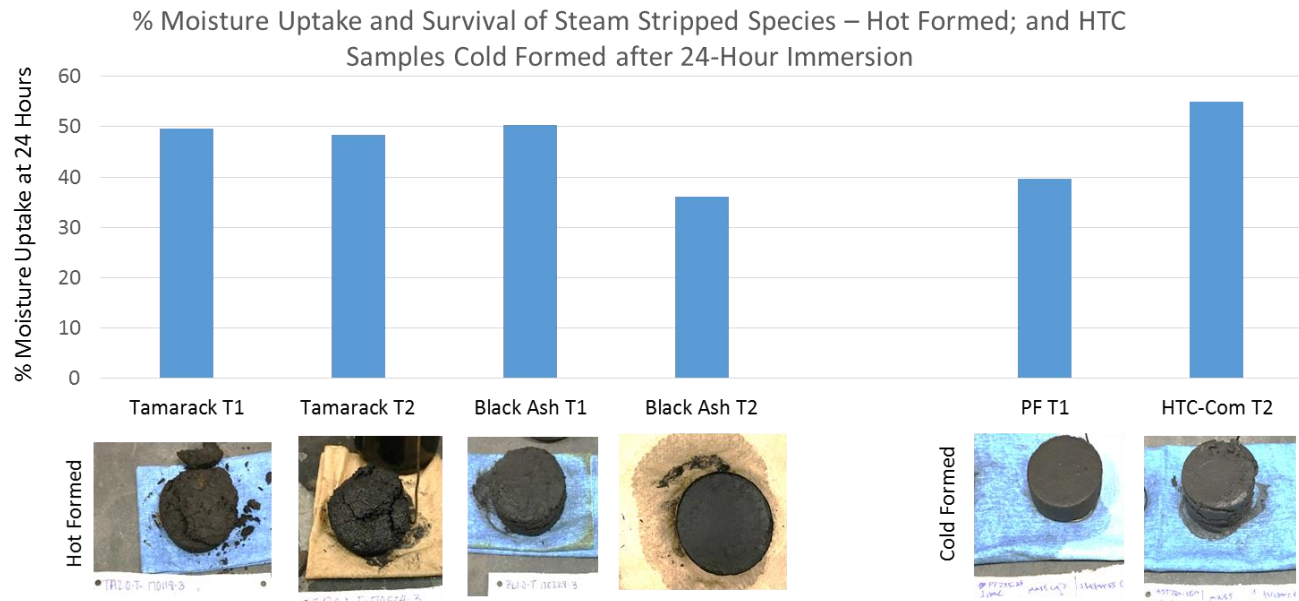 % Moisture Uptake and Survival of Steam Stripped Species – Hot Formed; and HTC
Samples Cold Formed after 24-Hour Immersion
% Moisture Uptake at 24 Hours
60
50
40
30
20
10
0
Tamarack T1
Tamarack T2
Black Ash T1
Black Ash T2
PF T1
HTC-Com T2
Hot Formed
Cold Formed